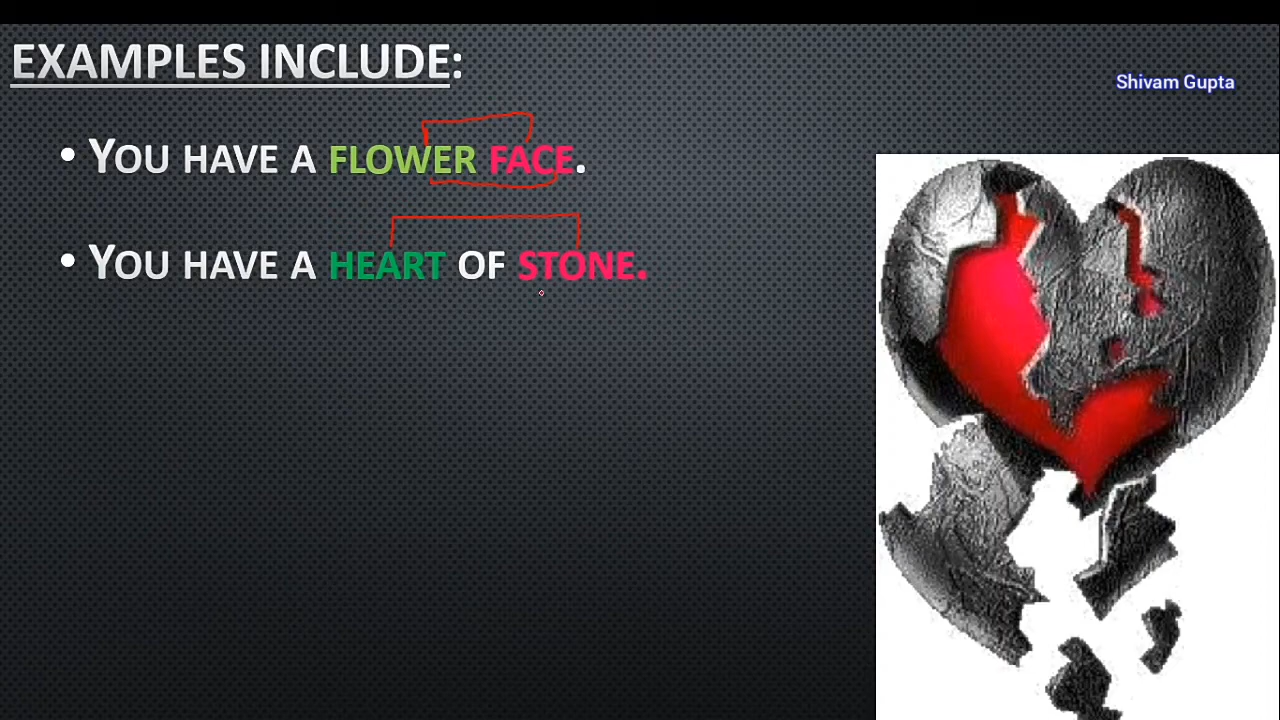 EXAMPLES INCLUDE:
Shivam Gupta
• YOU HAVE A FLOWER FACE.
• YOU HAVE A HEART OF STONE.